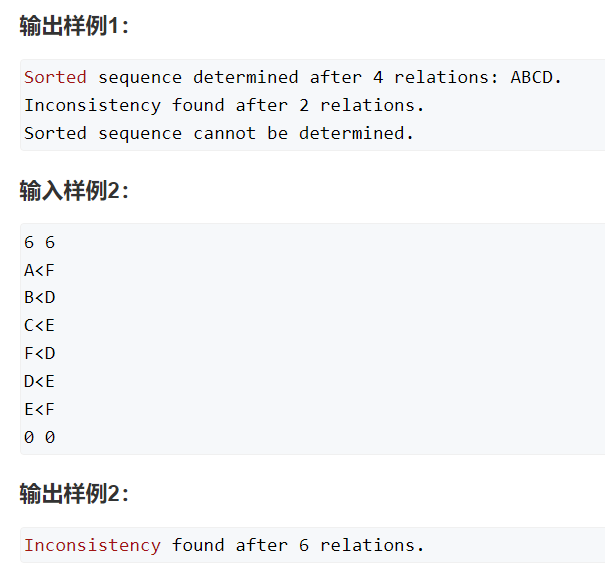 输出样例1：
Sorted sequence determined after 4 relations: ABCD.
Inconsistency found after 2 relations.
Sorted sequence cannot be determined.
输入样例2：
6 6
A<F
B<D
C<E
F<D
D<E
E<F
0 0
输出样例2：
Inconsistency found after 6 relations.